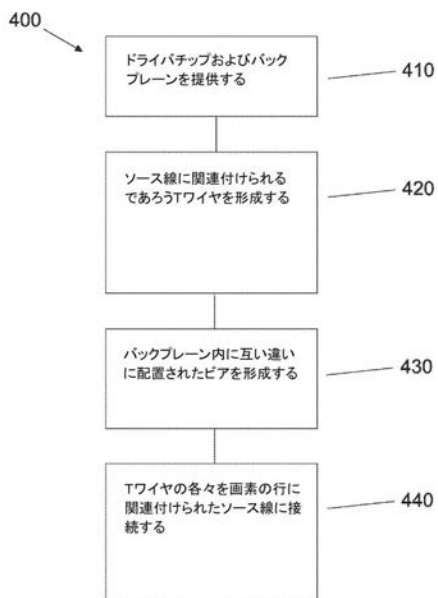 400
ドライバチップおよびバック
プレーンを提供する
410
ソース線に関連付けられる
であろうTワイヤを形成する
420
バックプレーン内に互い違い
に配置されたビアを形成する
430
Tワイヤの各々を画素の行に
関連付けられたソース線に接
続する
440